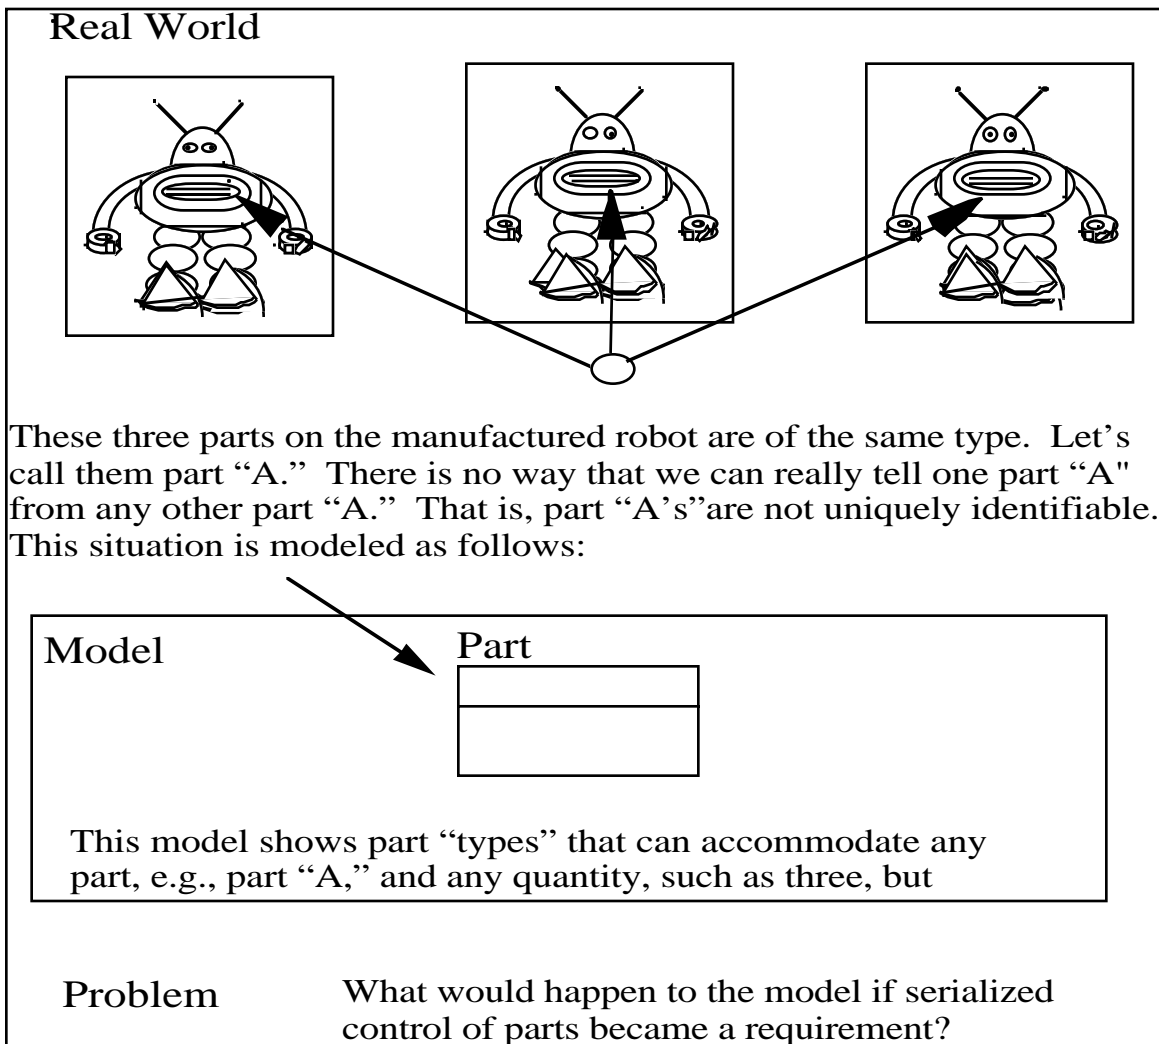 Real World
These three parts on the manufactured robot are of the same type.  Let’s
call them part “A.”  There is no way that we can really tell one part “A"
from any other part “A.”  That is, part “A’s”are not uniquely identifiable.
This situation is modeled as follows:
Model
Part
This model shows part “types” that can accommodate any
part, e.g., part “A,” and any quantity, such as three, but
Problem
What would happen to the model if serialized
control of parts became a requirement?